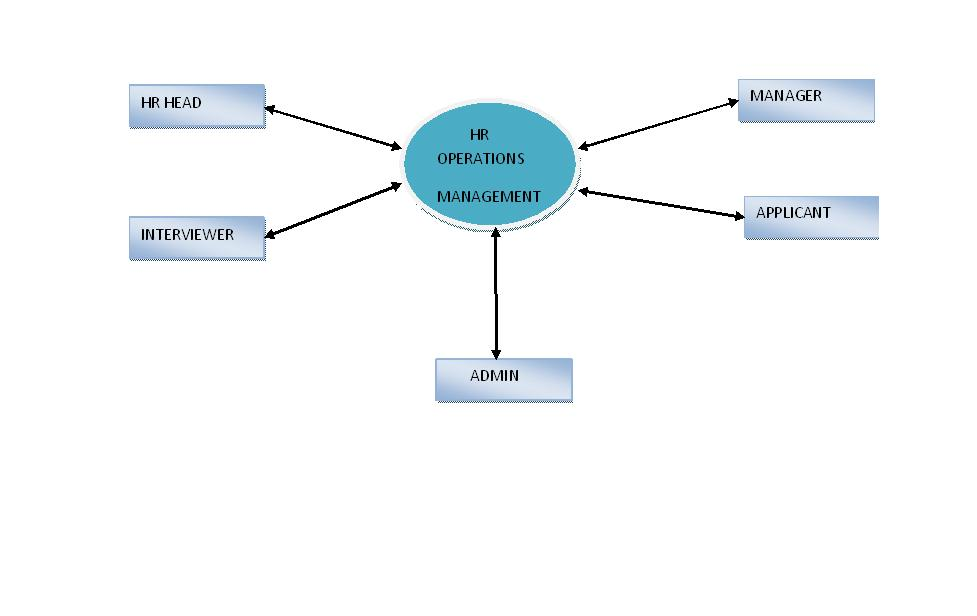 HR HEAD
MANAGER
HR
OPERATIONS
MANAGEMENT
INTERVIEWER
APPLICANT
ADMIN